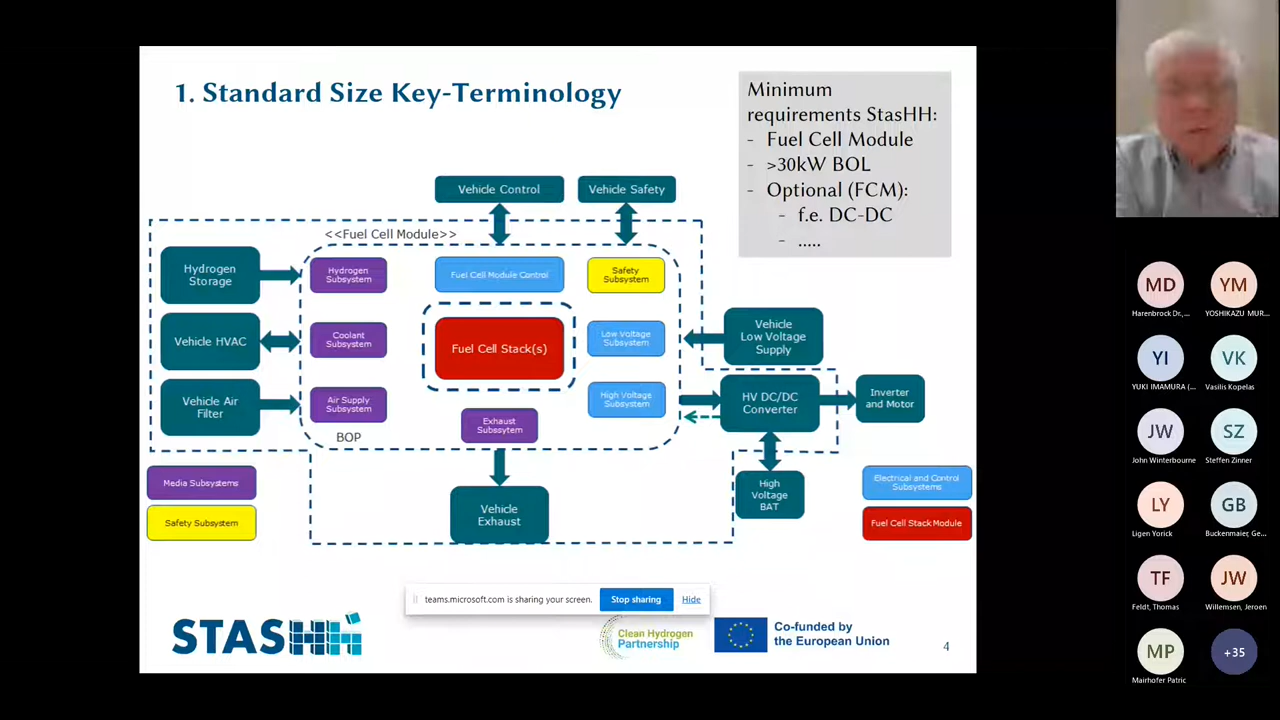 1. Standard Size Key-Terminology
Minimum
requirements StasHH:
- Fuel Cell Module
- >30kW BOL
- Optional (FCM):
- f.e. DC-DC
- .....
Vehicle Control
Vehicle Safety
<<Fuel Cell Module>>
Hydrogen
Storage
Hydrogen
Subsystem
Fuel Cell Module Control
Safety
Subsystem
Vehicle HVAC
Coolant
Subsystem
Fuel Cell Stack(s)
Low Voltage
Subsystem
Vehicle
Low Voltage
Supply
Vehicle Air
Filter
Air Supply
Subsystem
High Voltage
Subsystem
HV DC/DC
Converter
Inverter
and Motor
Exhaust
Subssytem
BOP
Media Subsystems
Safety Subsystem
Vehicle
Exhaust
High
Voltage
BAT
Electrical and Control
Subsystems
Fuel Cell Stack Module
teams.microsoft.com is sharing your screen.
Stop sharing
Hide
STASHH
Clean Hydrogen
Partnership
Co-funded by
the European Union
4
MD
Harenbrock Dr.,...
YM
YOSHIKAZU MUR...
YI
YUKI IMAMURA (...
VK
Vasilis Kopelas
JW
John Winterbourne
SZ
Steffen Zinner
LY
Ligen Yorick
GB
Buckenmaier, Ge...
TF
Feldt, Thomas
JW
Willemsen, Jeroen
MP
Mairhofer Patric
+35